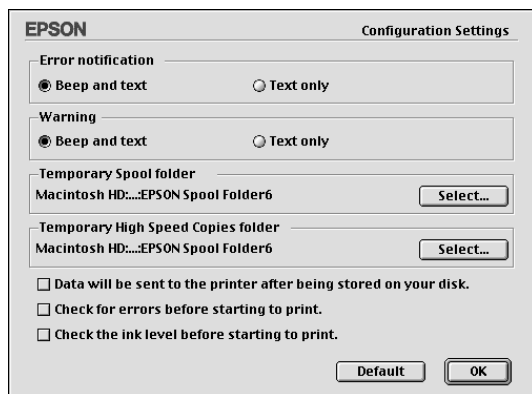 EPSON Configuration Settings
Error notification
Beep and text Text only
Warning
Beep and text Text only
Temporary Spool folder
Macintosh HD:...:EPSON Spool Folder6 Select...
Temporary High Speed Copies folder
Macintosh HD:...:EPSON Spool Folder6 Select...
Data will be sent to the printer after being stored on your disk.
Check for errors before starting to print.
Check the ink level before starting to print.
Default OK